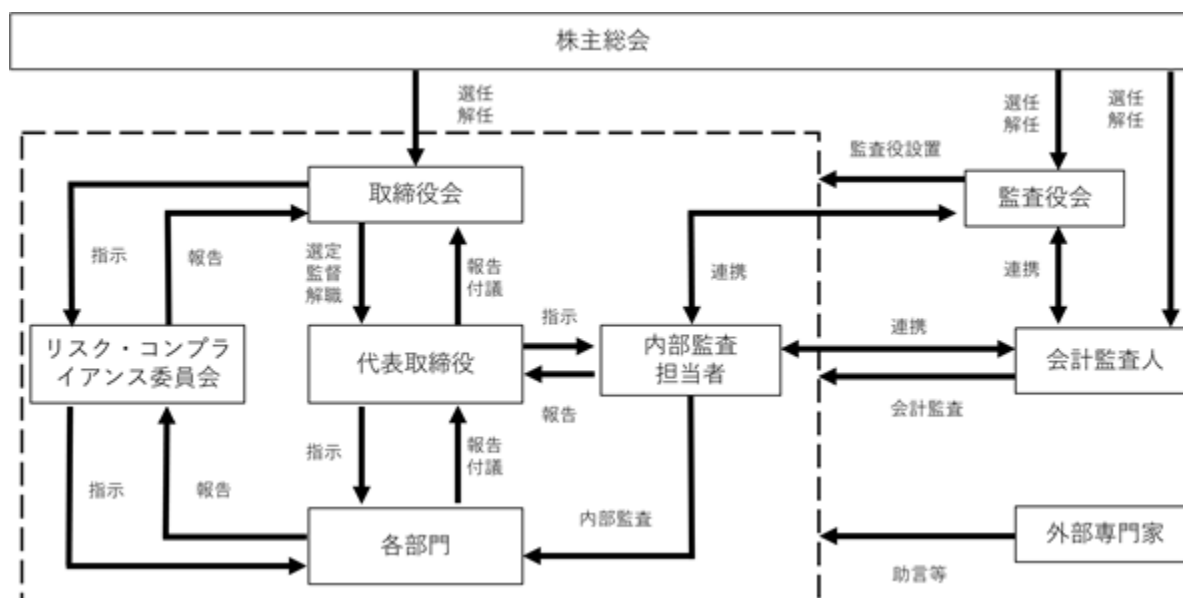 株主総会
選任
解任
選任
解任
選任
解任
監査役設置
取締役会
監査役会
指示
報告
選定
監督
解職
報告
付議
連携
連携
指示
連携
リスク・コンプラ
イアンス委員会
代表取締役
内部監査
担当者
会計監査人
報告
会計監査
指示
報告
付議
指示
報告
内部監査
各部門
外部専門家
助言等